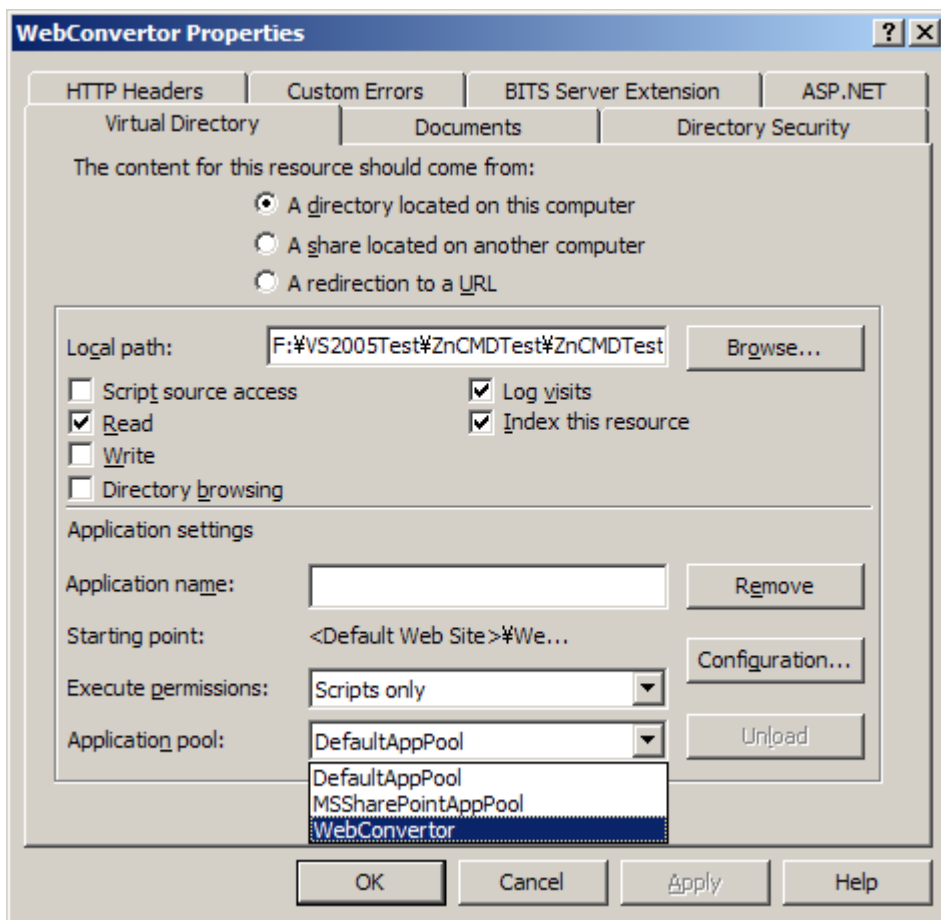 WebConvertor Properties
HTTP Headers Custom Errors BITS Server Extension ASP.NET
Virtual Directory Documents Directory Security
The content for this resource should come from:
A directory located on this computer
A share located on another computer
A redirection to a URL
Local path: F:¥VS2005Test¥ZnCMDTest¥ZnCMDTest Browse...
Script source access Log visits
Read Index this resource
Write
Directory browsing
Application settings
Application name: Remove
Starting point: <Default Web Site>¥We...
Configuration...
Execute permissions: Scripts only
Application pool: DefaultAppPool Unload
DefaultAppPool
MSSharePointAppPool
WebConvertor
OK Cancel Apply Help